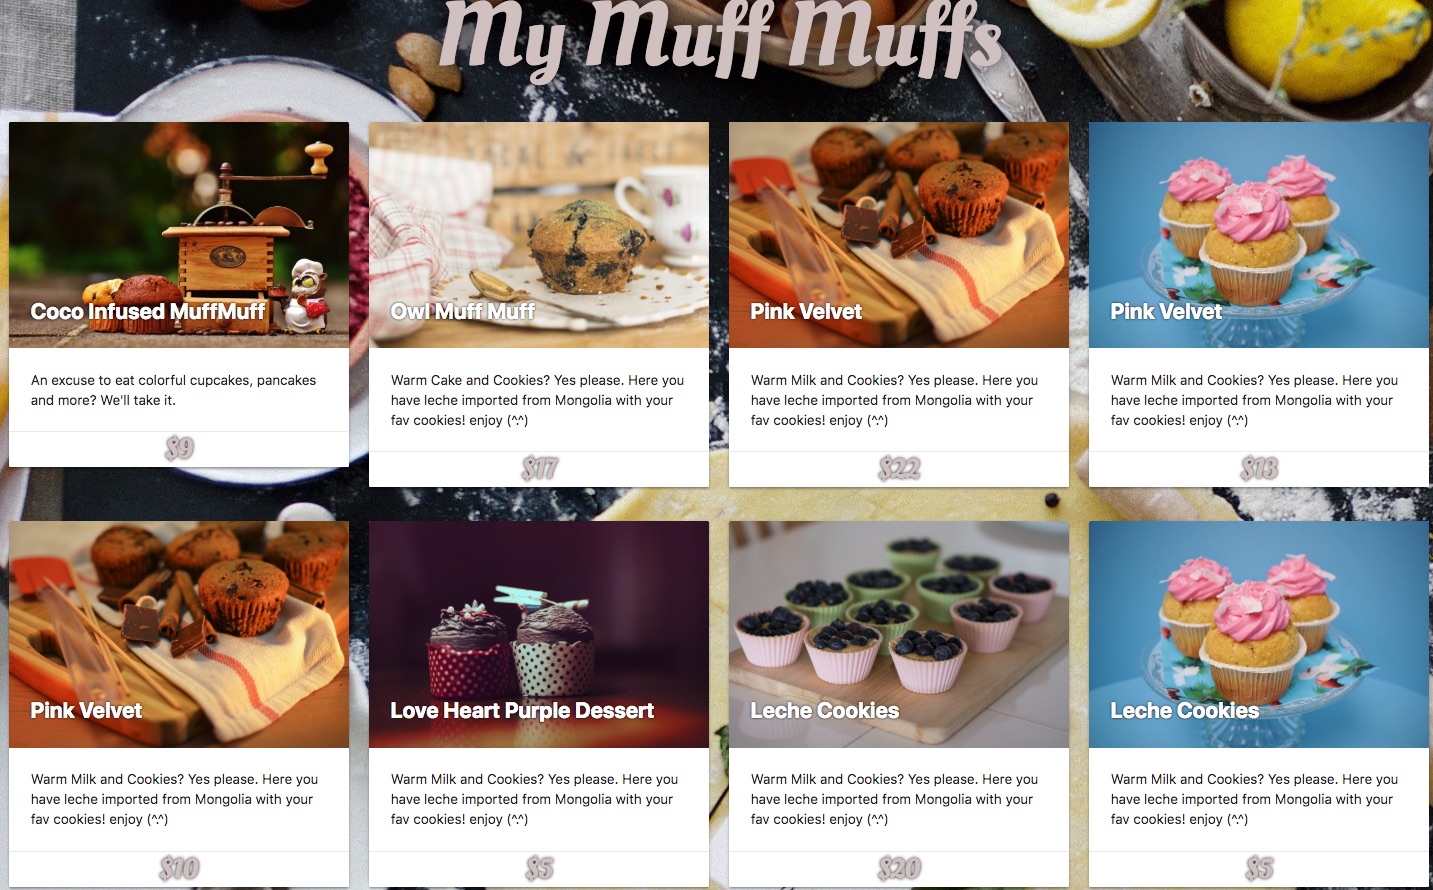 My Muff Muffs
Coco Infused MuffMuff
An excuse to eat colorful cupcakes, pancakes
and more? We'll take it.
$9
Owl Muff Muff
Warm Cake and Cookies? Yes please. Here you
have leche imported from Mongolia with your
fav cookies! enjoy (^.^)
$17
Pink Velvet
Warm Milk and Cookies? Yes please. Here you
have leche imported from Mongolia with your
fav cookies! enjoy (^.^)
$22
Pink Velvet
Warm Milk and Cookies? Yes please. Here you
have leche imported from Mongolia with your
fav cookies! enjoy (^.^)
$13
Pink Velvet
Warm Milk and Cookies? Yes please. Here you
have leche imported from Mongolia with your
fav cookies! enjoy (^.^)
$10
Love Heart Purple Dessert
Warm Milk and Cookies? Yes please. Here you
have leche imported from Mongolia with your
fav cookies! enjoy (^.^)
$5
Leche Cookies
Warm Milk and Cookies? Yes please. Here you
have leche imported from Mongolia with your
fav cookies! enjoy (^.^)
$20
Leche Cookies
Warm Milk and Cookies? Yes please. Here you
have leche imported from Mongolia with your
fav cookies! enjoy (^.^)
$5